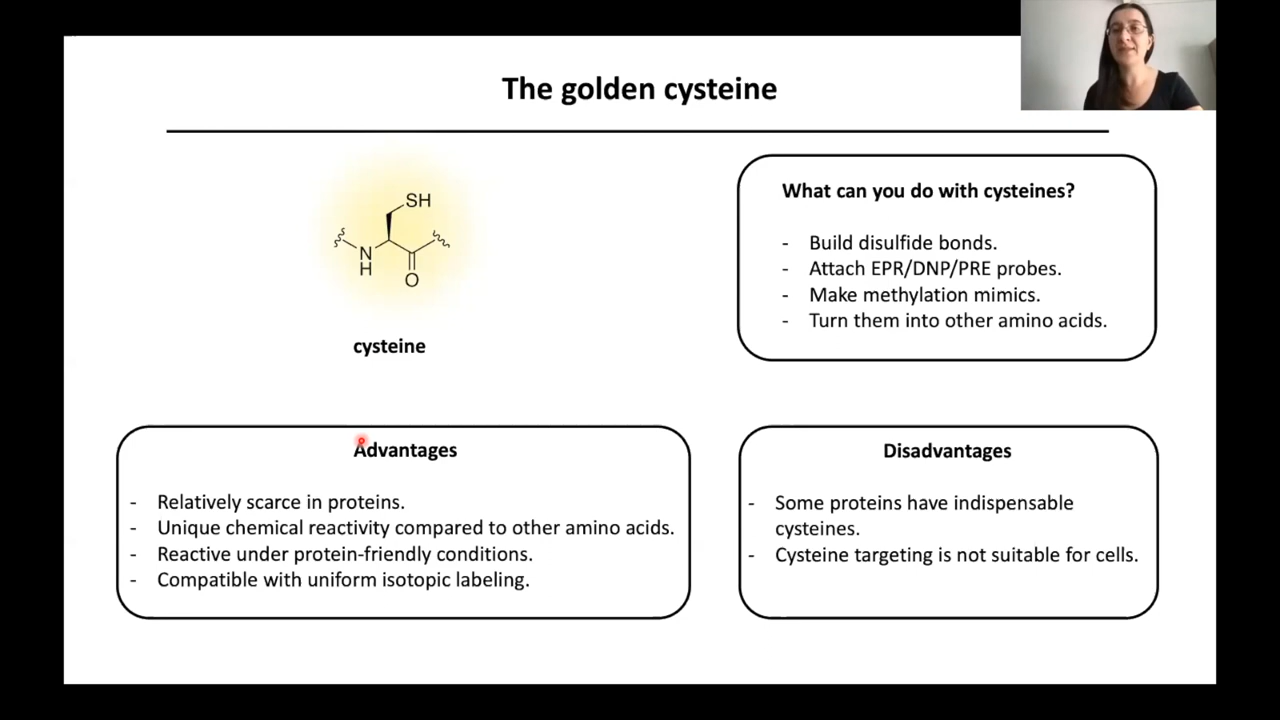 The golden cysteine
SH
N
H
O
cysteine
What can you do with cysteines?
- Build disulfide bonds.
- Attach EPR/DNP/PRE probes.
- Make methylation mimics.
- Turn them into other amino acids.
Advantages
- Relatively scarce in proteins.
- Unique chemical reactivity compared to other amino acids.
- Reactive under protein-friendly conditions.
- Compatible with uniform isotopic labeling.
Disadvantages
- Some proteins have indispensable
cysteines.
- Cysteine targeting is not suitable for cells.